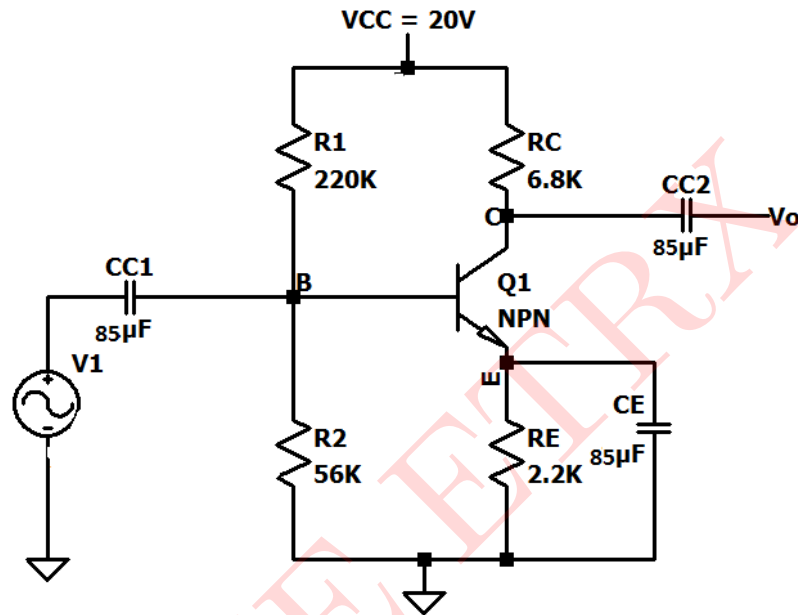 VCC = 20V
R1
220K
RC
6.8K
C
CC2
85µF
Vo
CC1
85µF
B
Q1
NPN
V1
E
R2
56K
RE
2.2K
CE
85µF
E ETRX